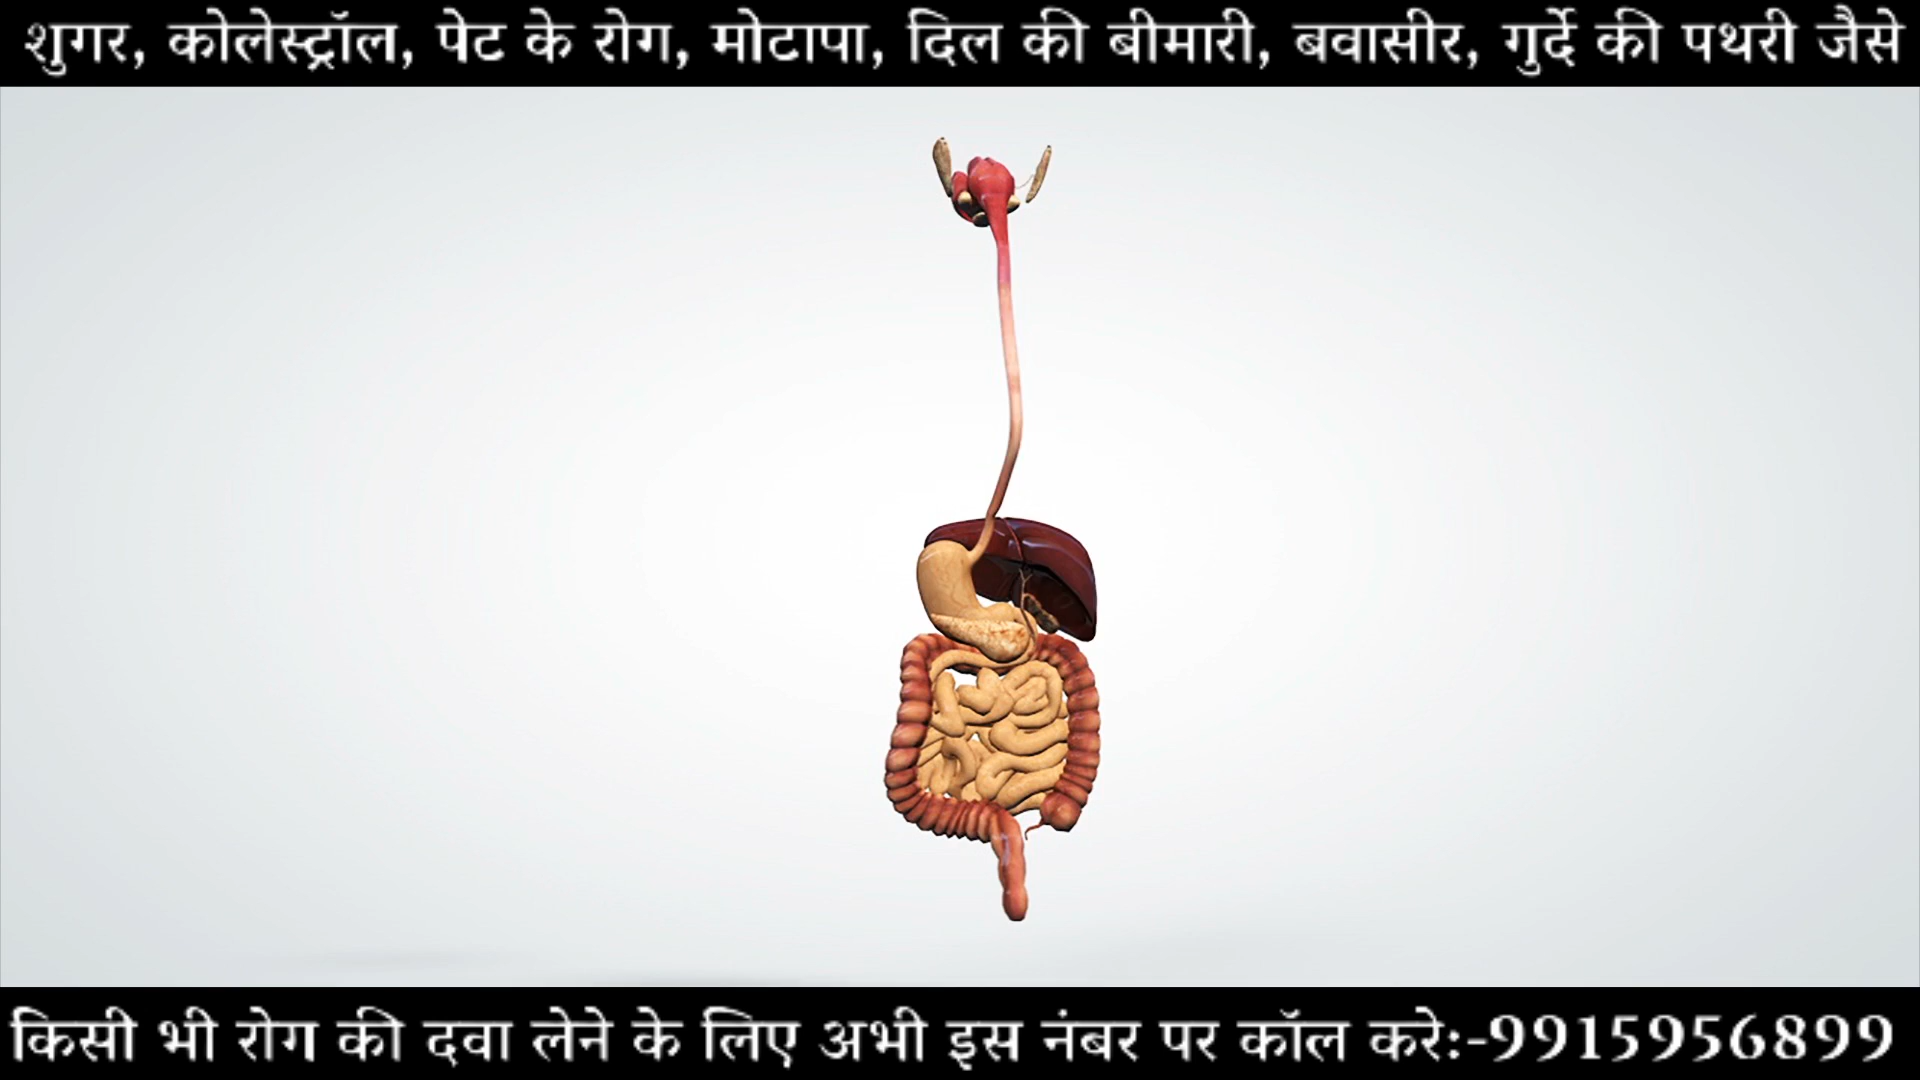 शुगर, कोलेस्ट्रॉल, पेट के रोग, मोटापा, दिल की बीमारी, बवासीर, गुर्दे की पथरी जैसे
किसी भी रोग की दवा लेने के लिए अभी इस नंबर पर कॉल करे:-9915956899